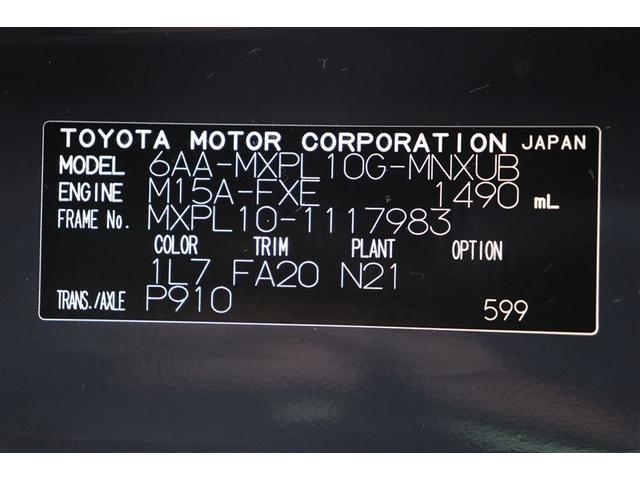 TOYOTA MOTOR CORPORATION JAPAN
MODEL 6AA-MXPL10G-MNXUB
ENGINE M15A-FXE 1490 mL
FRAME No. MXPL10-1117983
COLOR TRIM PLANT OPTION
1L7 FA20 N21
TRANS./AXLE P910 599